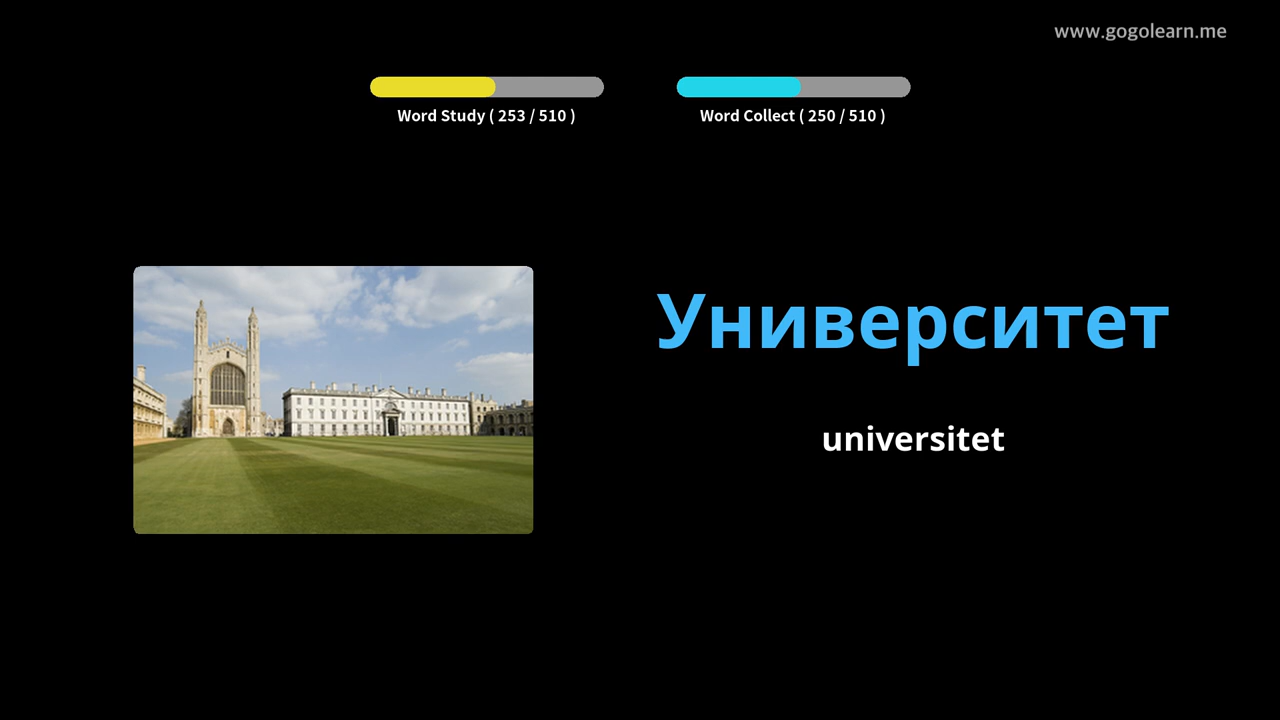 www.gogolearn.me
Word Study ( 253 / 510 )
Word Collect ( 250 / 510 )
Университет
universitet